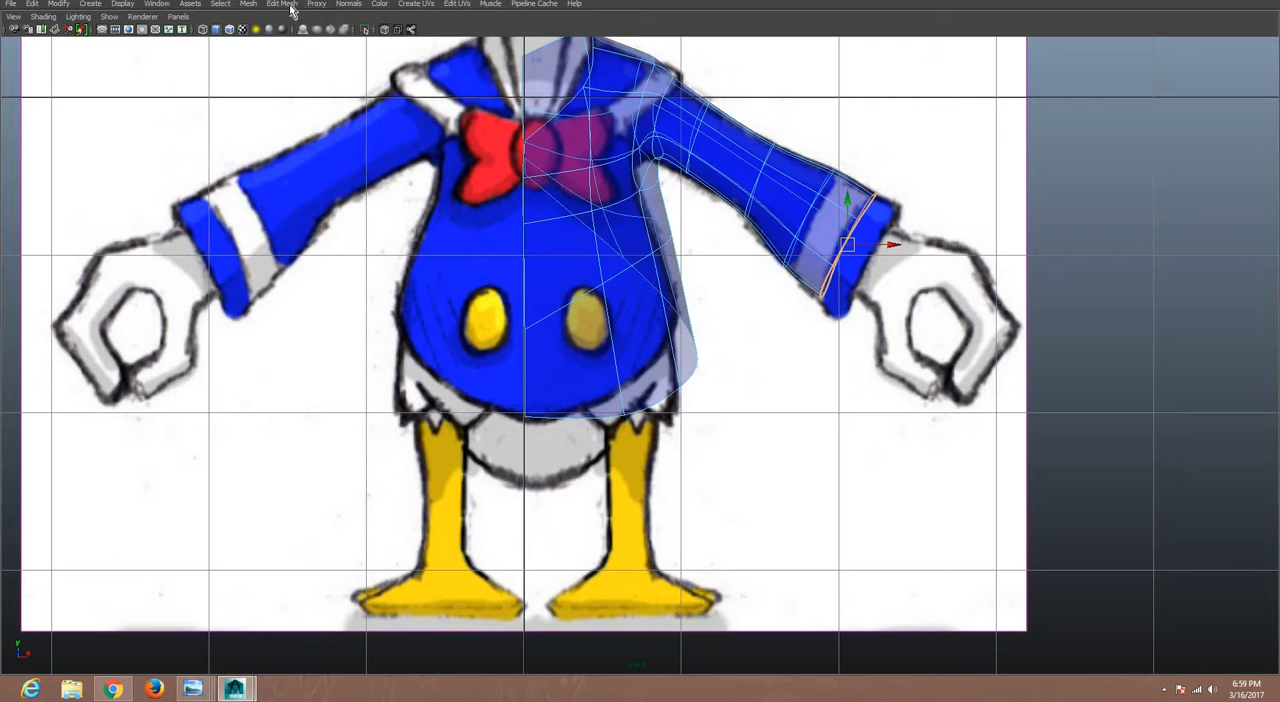 File Edit Modify Create Display Window Assets Select Mesh Edit Mesh Proxy Normals Color Create UVs Edit UVs Muscle Pipeline Cache Help
View Shading Lighting Show Renderer Panels
y
6:59 PM
3/16/2017